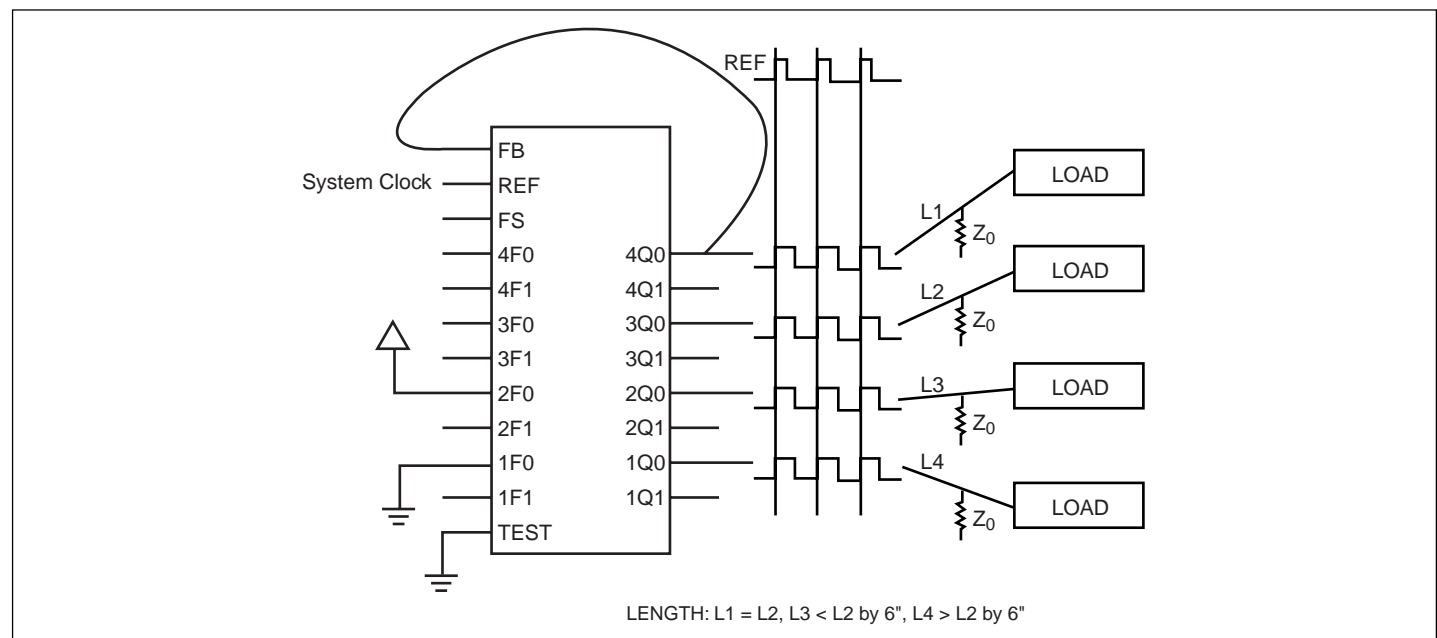 REF
FB
System Clock
REF
FS
4F0
4F1
3F0
3F1
2F0
2F1
1F0
1F1
TEST
4Q0
4Q1
3Q0
3Q1
2Q0
2Q1
1Q0
1Q1
L1
Z0
LOAD
L2
Z0
LOAD
L3
Z0
LOAD
L4
Z0
LOAD
LENGTH: L1 = L2, L3 < L2 by 6", L4 > L2 by 6"